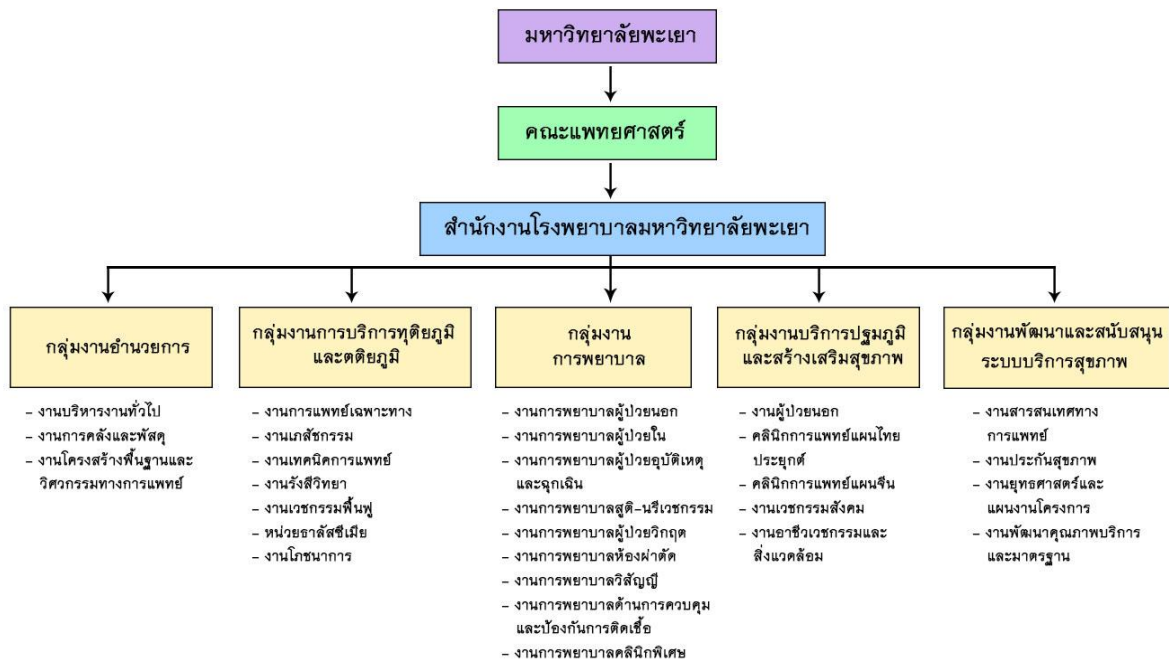 มหาวิทยาลัยพะเยา
คณะแพทยศาสตร์
สำนักงานโรงพยาบาลมหาวิทยาลัยพะเยา
กลุ่มงานอำนวยการ
– งานบริหารงานทั่วไป
– งานการคลังและพัสดุ
– งานโครงสร้างพื้นฐานและ
วิศวกรรมทางการแพทย์
กลุ่มงานการบริการทุติยภูมิ
และตติยภูมิ
– งานการแพทย์เฉพาะทาง
– งานเภสัชกรรม
– งานเทคนิคการแพทย์
– งานรังสีวิทยา
– งานเวชกรรมฟื้นฟู
– หน่วยธาลัสซีเมีย
– งานโภชนาการ
กลุ่มงาน
การพยาบาล
– งานการพยาบาลผู้ป่วยนอก
– งานการพยาบาลผู้ป่วยใน
– งานการพยาบาลผู้ป่วยอุบัติเหตุ
และฉุกเฉิน
– งานการพยาบาลสูติ-นรีเวชกรรม
– งานการพยาบาลผู้ป่วยวิกฤต
– งานการพยาบาลห้องผ่าตัด
– งานการพยาบาลวิสัญญี
– งานการพยาบาลด้านการควบคุม
และป้องกันการติดเชื้อ
– งานการพยาบาลคลินิกพิเศษ
กลุ่มงานบริการปฐมภูมิ
และสร้างเสริมสุขภาพ
– งานผู้ป่วยนอก
– คลินิกการแพทย์แผนไทย
ประยุกต์
– คลินิกการแพทย์แผนจีน
– งานเวชกรรมสังคม
– งานอาชีวเวชกรรมและ
สิ่งแวดล้อม
กลุ่มงานพัฒนาและสนับสนุน
ระบบบริการสุขภาพ
– งานสารสนเทศทาง
การแพทย์
– งานประกันสุขภาพ
– งานยุทธศาสตร์และ
แผนงานโครงการ
– งานพัฒนาคุณภาพบริการ
และมาตรฐาน